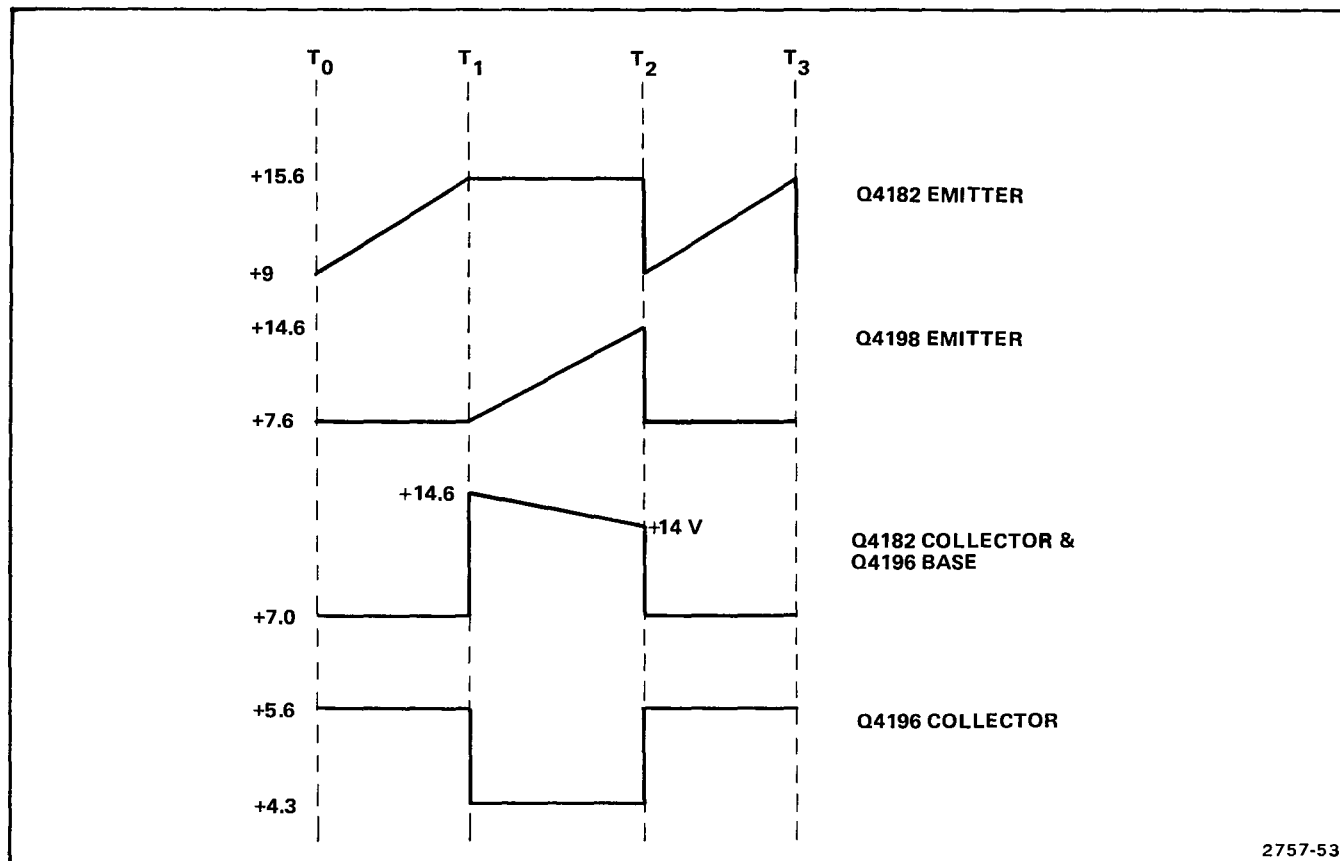 T0 T1 T2 T3
+15.6
Q4182 EMITTER
+9
+14.6
Q4198 EMITTER
+7.6
+14.6
+14 V
Q4182 COLLECTOR &
Q4196 BASE
+7.0
+5.6
Q4196 COLLECTOR
+4.3
2757-53